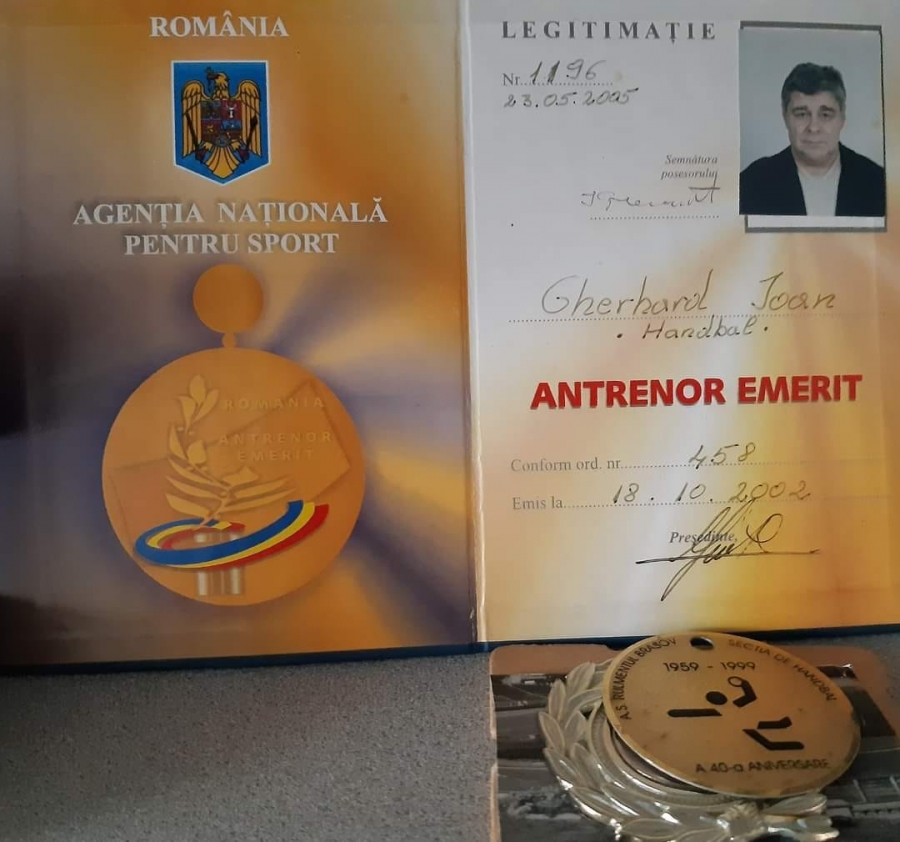 ROMÂNIA
AGENȚIA NAȚIONALĂ
PENTRU SPORT
ROMANIA
ANTRENOR
EMERIT
LEGITIMAȚIE
Nr. 1196
23.05.2005
Semnătura
posesorului
Gherhard Ioan
• Handbal •
ANTRENOR EMERIT
Conform ord. nr. 458
Emis la 18.10.2002
Președinte,
A.S. RULMENTUL BRAȘOV SECȚIA DE HANDBAL
1959 - 1999
A 40-a ANIVERSARE